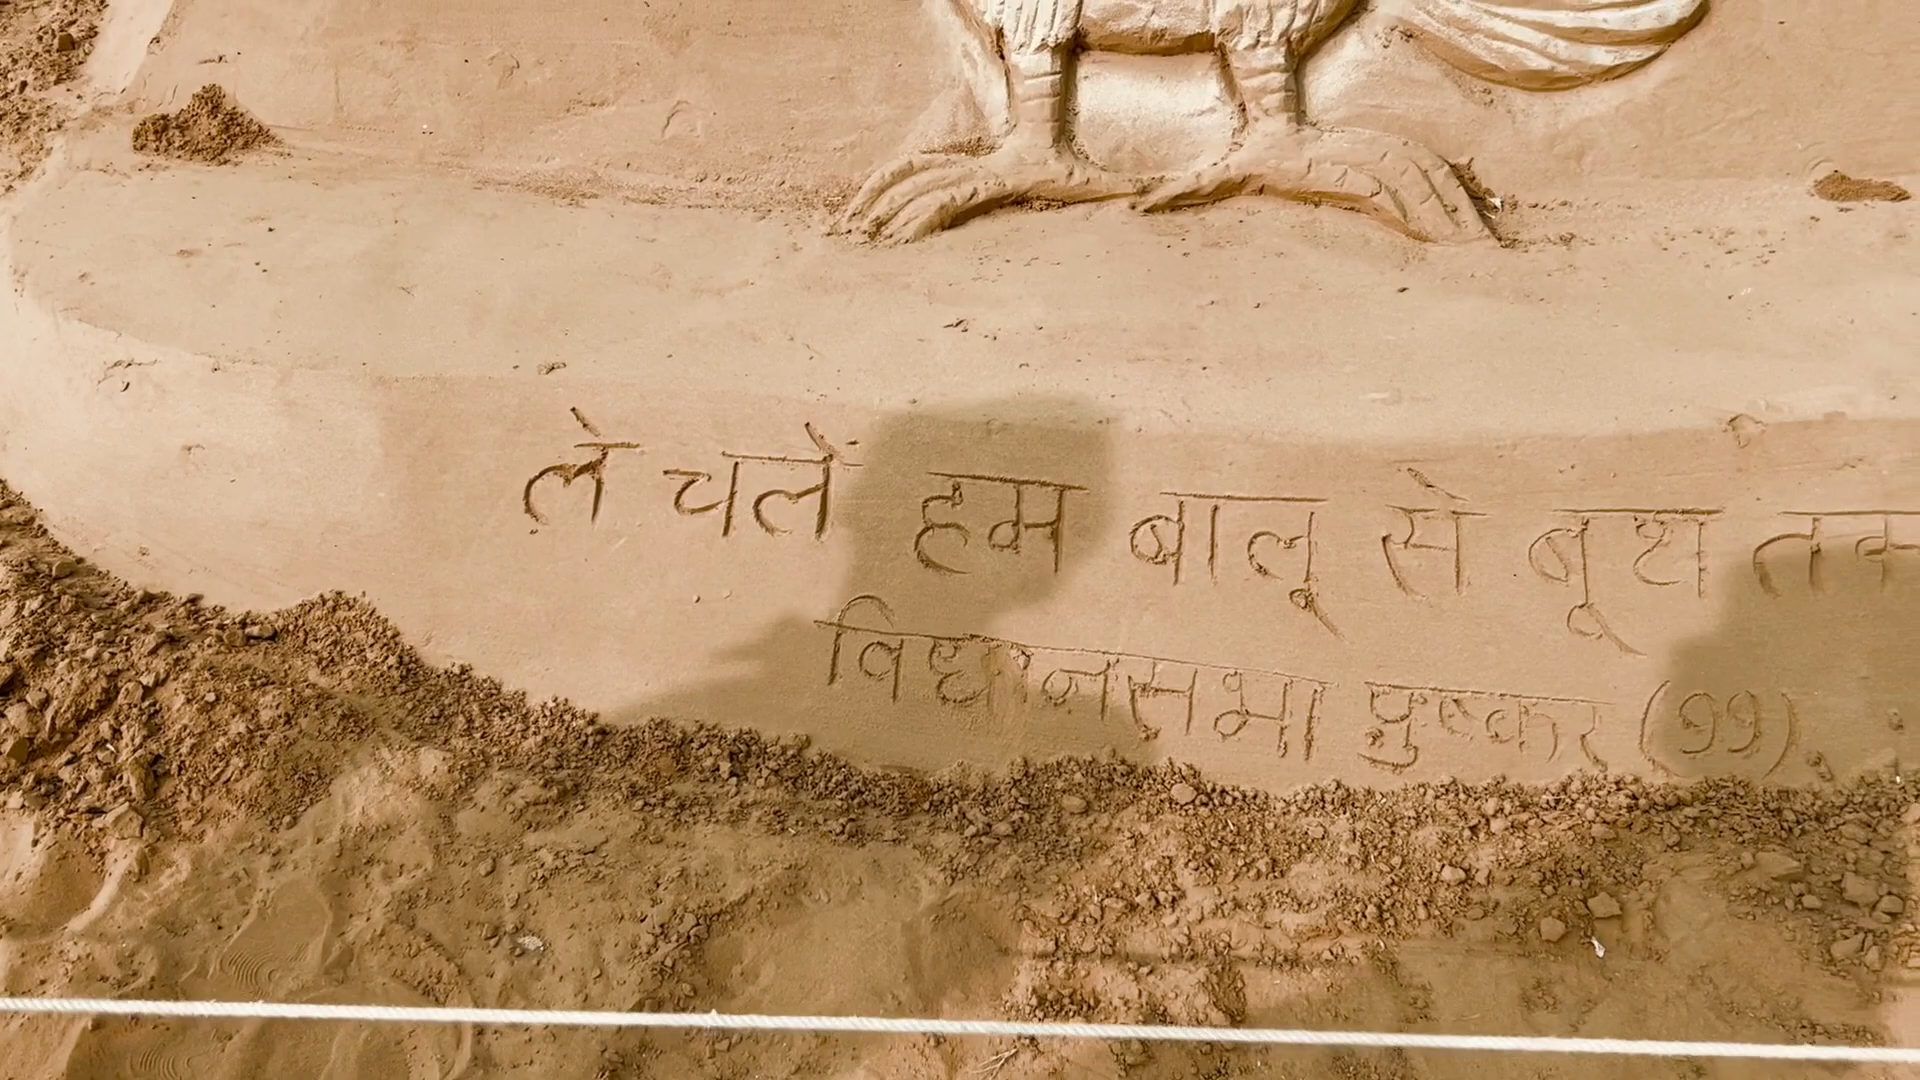 ले चलें हम बालू से बूथ तक
विधानसभा पुष्कर (99)